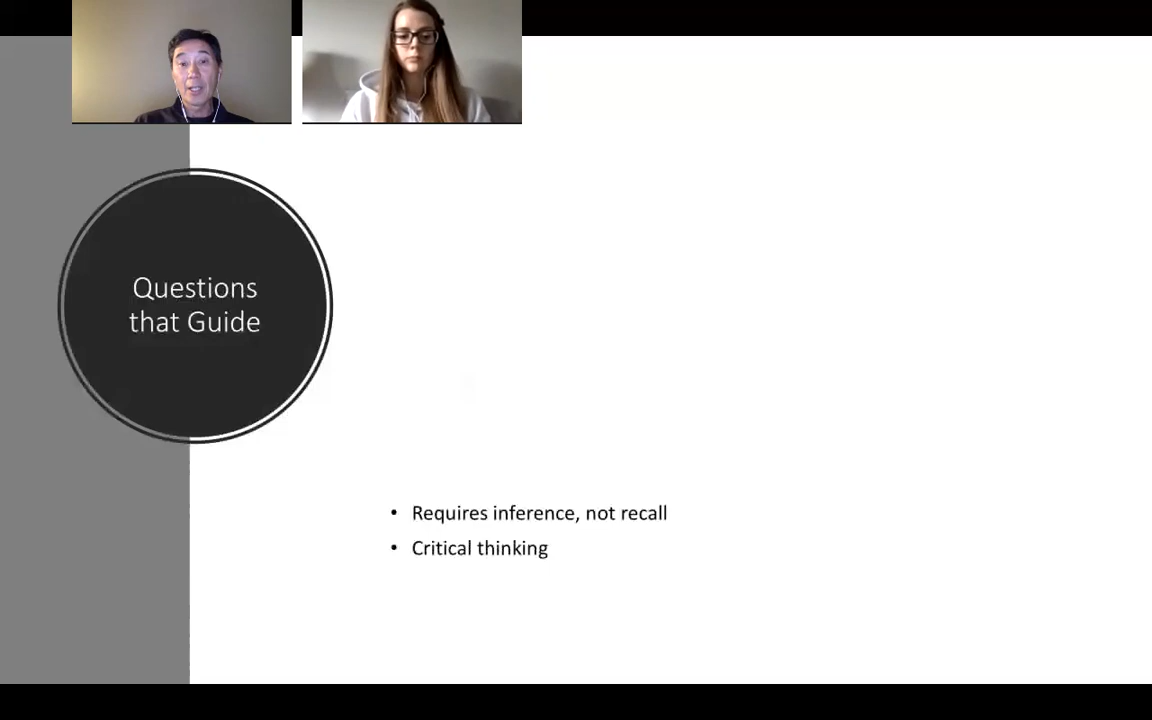 Questions
that Guide
• Requires inference, not recall
• Critical thinking